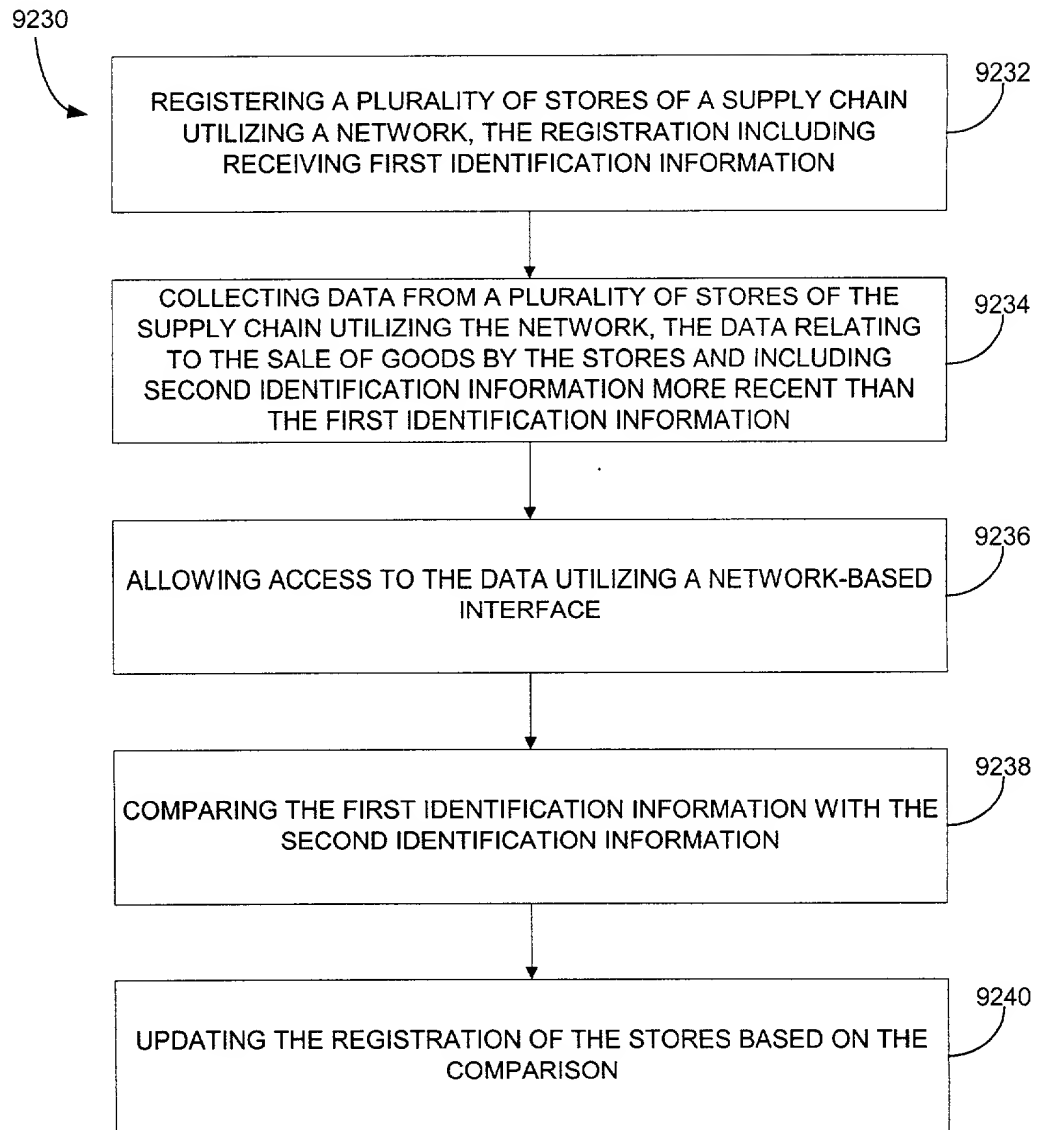 9230
9232
REGISTERING A PLURALITY OF STORES OF A SUPPLY CHAIN
UTILIZING A NETWORK, THE REGISTRATION INCLUDING
RECEIVING FIRST IDENTIFICATION INFORMATION
9234
COLLECTING DATA FROM A PLURALITY OF STORES OF THE
SUPPLY CHAIN UTILIZING THE NETWORK, THE DATA RELATING
TO THE SALE OF GOODS BY THE STORES AND INCLUDING
SECOND IDENTIFICATION INFORMATION MORE RECENT THAN
THE FIRST IDENTIFICATION INFORMATION
9236
ALLOWING ACCESS TO THE DATA UTILIZING A NETWORK-BASED
INTERFACE
9238
COMPARING THE FIRST IDENTIFICATION INFORMATION WITH THE
SECOND IDENTIFICATION INFORMATION
9240
UPDATING THE REGISTRATION OF THE STORES BASED ON THE
COMPARISON